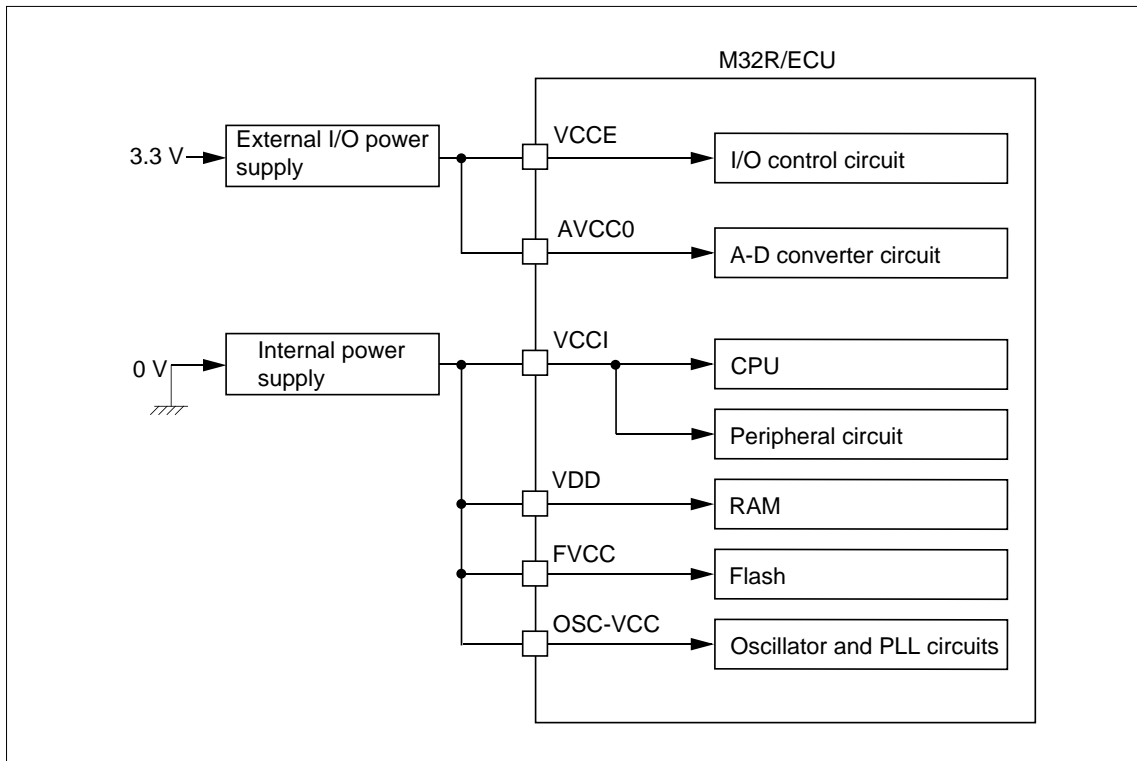 M32R/ECU
3.3 V
External I/O power
supply
VCCE
I/O control circuit
AVCC0
A-D converter circuit
0 V
Internal power
supply
VCCI
CPU
Peripheral circuit
VDD
RAM
FVCC
Flash
OSC-VCC
Oscillator and PLL circuits